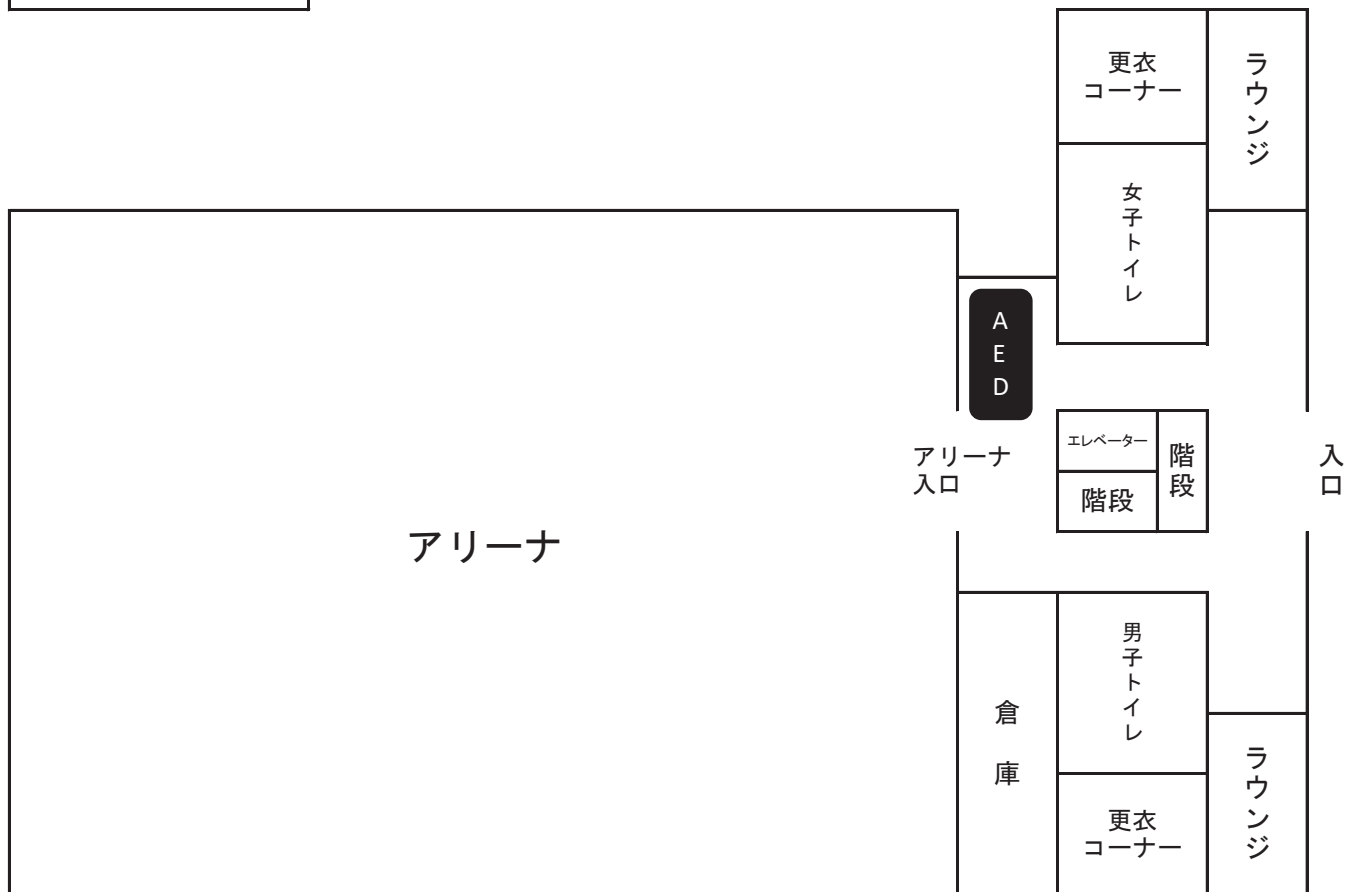 更衣
コーナー
ラウンジ
女子トイレ
AED
アリーナ
入口
エレベーター
階段
階段
入口
アリーナ
男子トイレ
倉庫
ラウンジ
更衣
コーナー